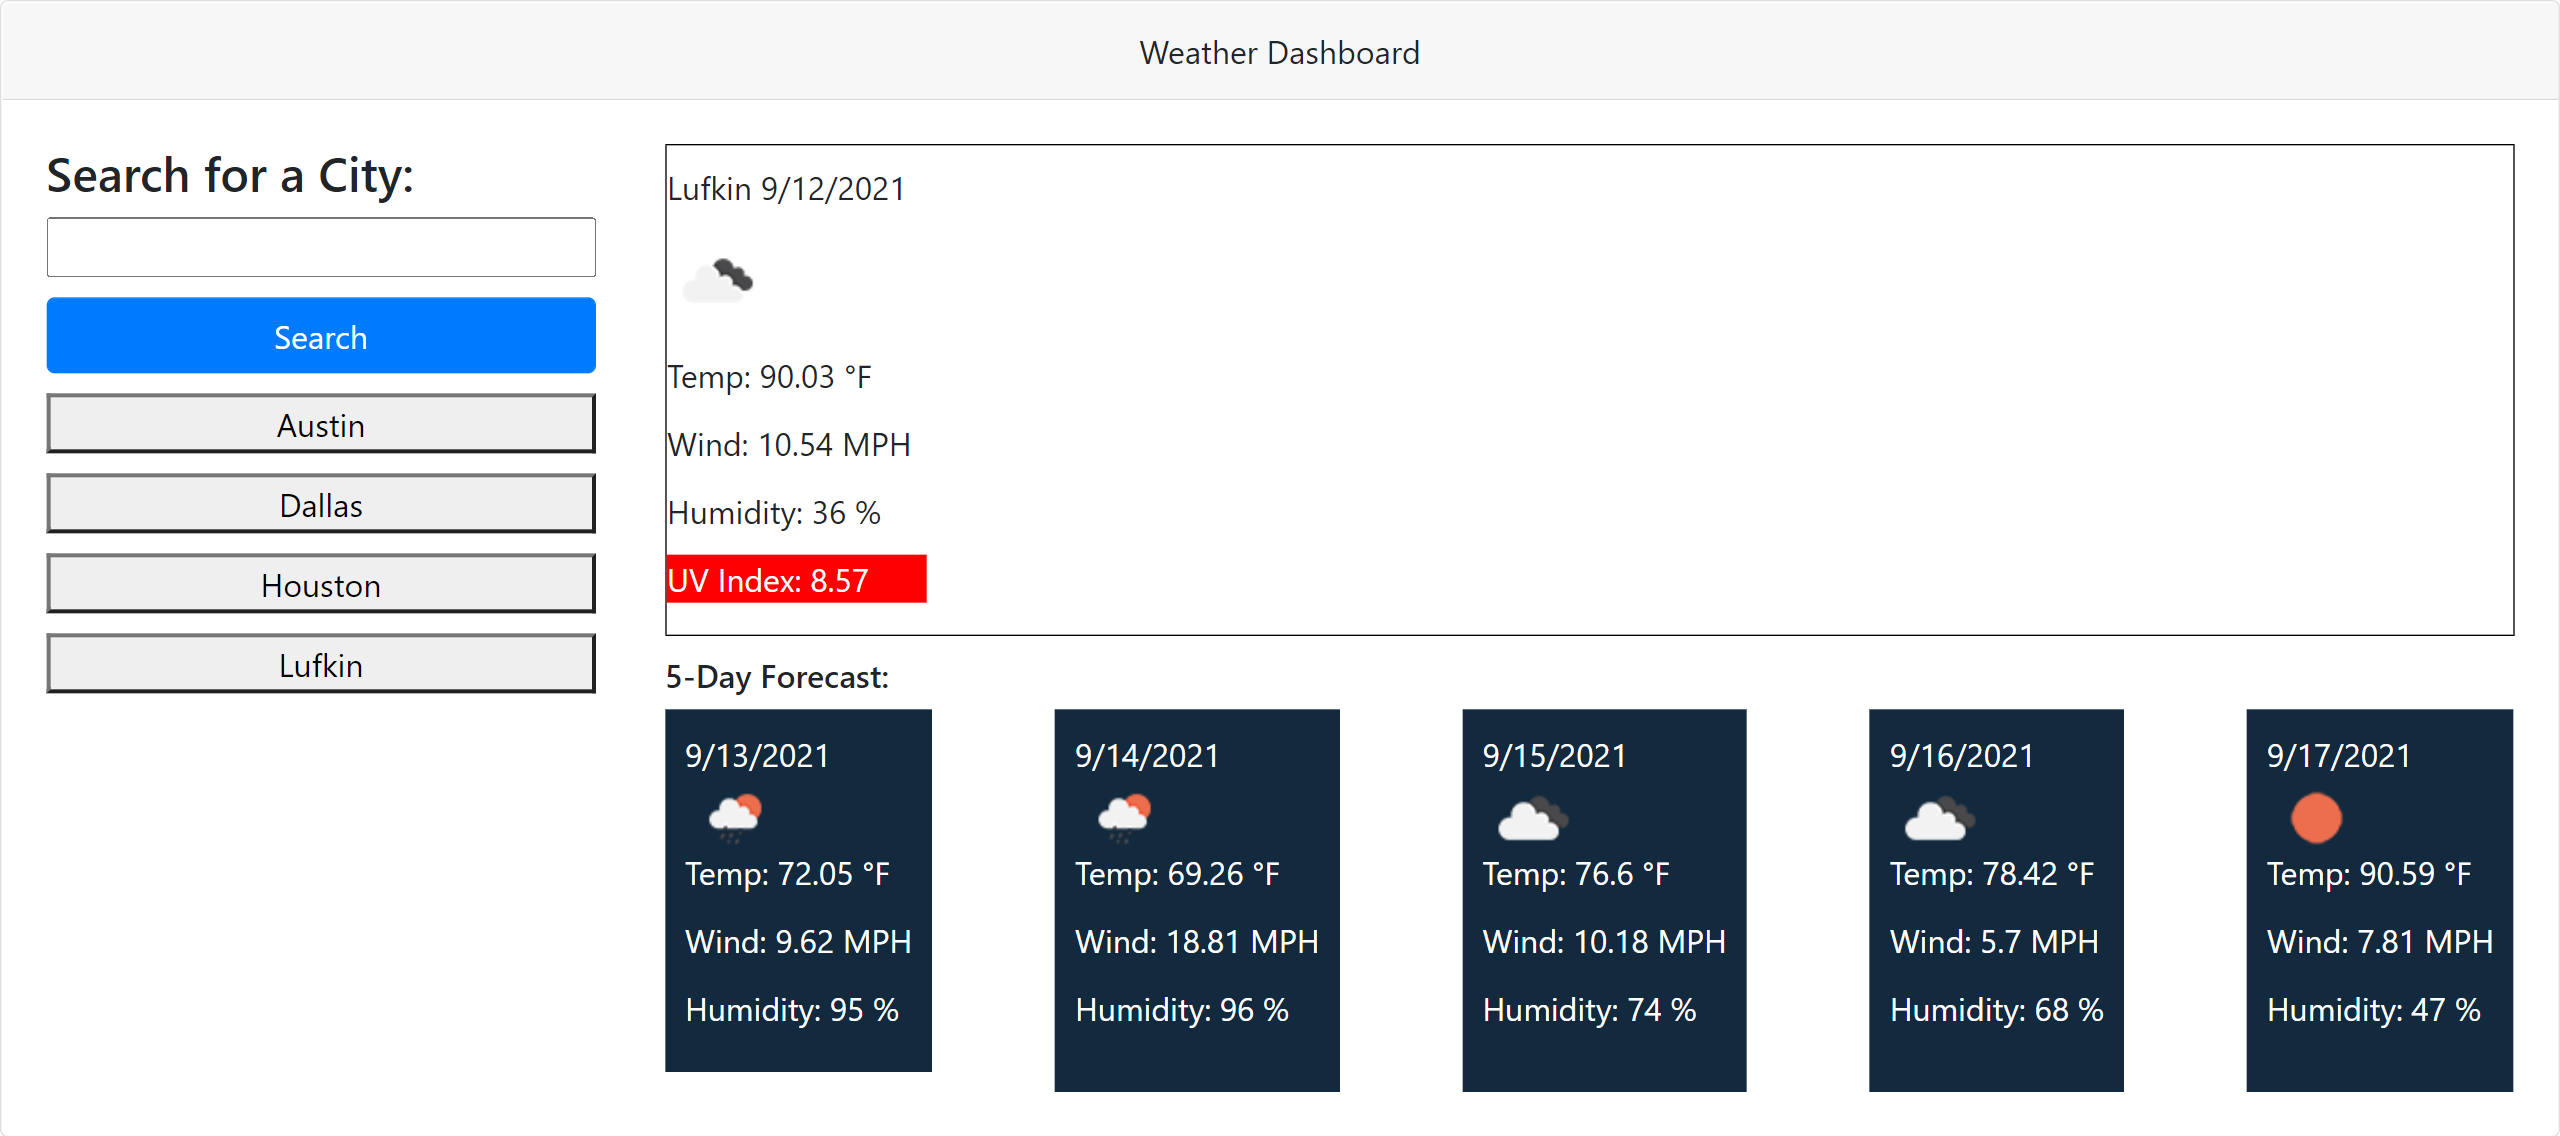 Weather Dashboard
Search for a City:
Search
Austin
Dallas
Houston
Lufkin
Lufkin 9/12/2021
Temp: 90.03 °F
Wind: 10.54 MPH
Humidity: 36 %
UV Index: 8.57
5-Day Forecast:
9/13/2021
Temp: 72.05 °F
Wind: 9.62 MPH
Humidity: 95 %
9/14/2021
Temp: 69.26 °F
Wind: 18.81 MPH
Humidity: 96 %
9/15/2021
Temp: 76.6 °F
Wind: 10.18 MPH
Humidity: 74 %
9/16/2021
Temp: 78.42 °F
Wind: 5.7 MPH
Humidity: 68 %
9/17/2021
Temp: 90.59 °F
Wind: 7.81 MPH
Humidity: 47 %